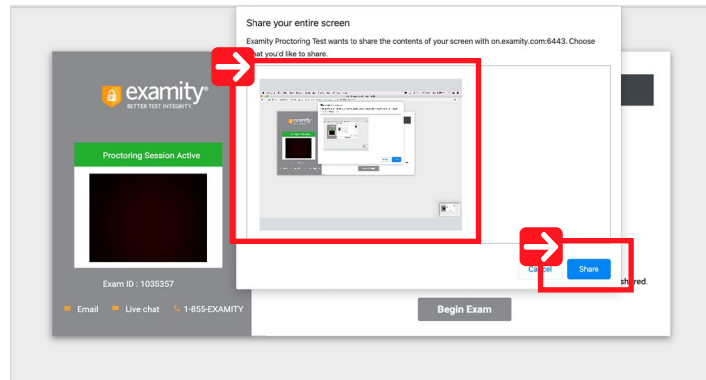 Share your entire screen
Examity Proctoring Test wants to share the contents of your screen with on.examity.com:6443. Choose
what you'd like to share.
examity®
BETTER TEST INTEGRITY.
Proctoring Session Active
Cancel
Share
shared.
Exam ID : 1035357
Email
Live chat
1-855-EXAMITY
Begin Exam